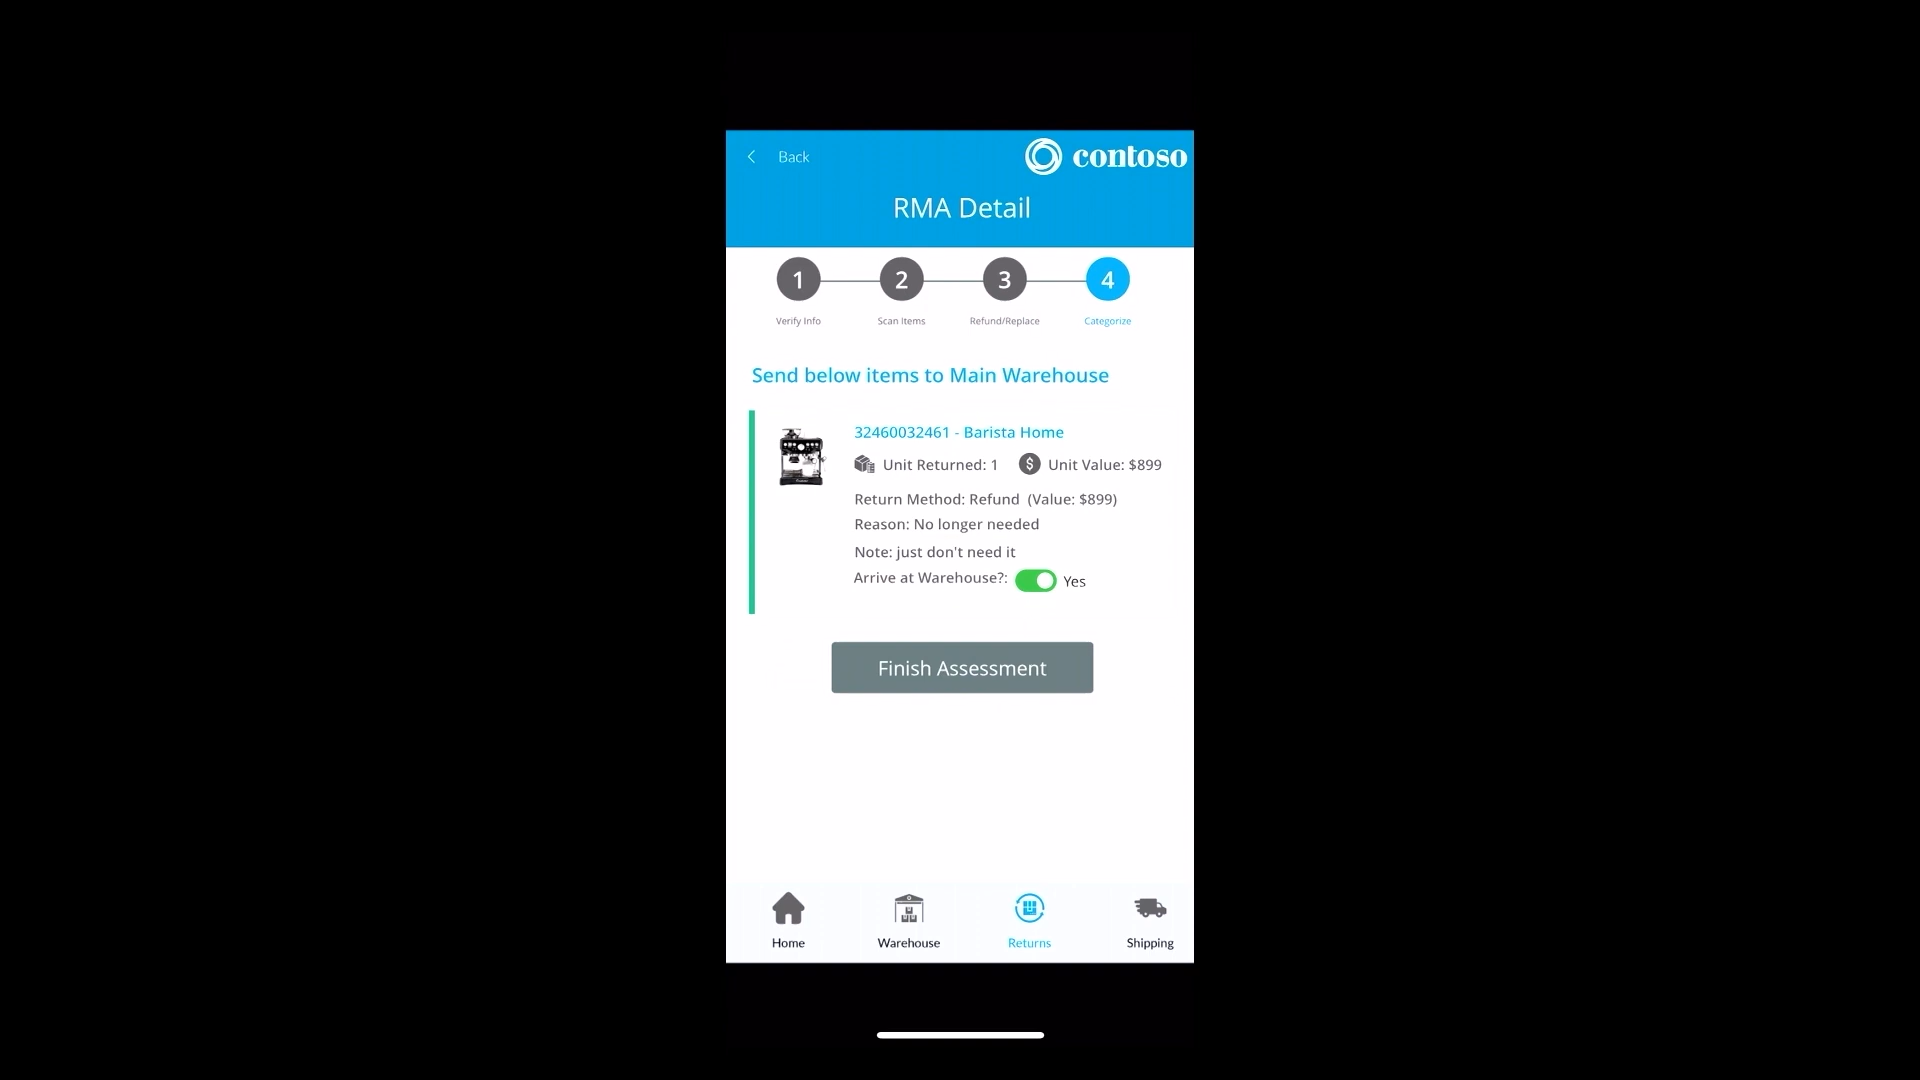 Back
contoso
RMA Detail
1 2 3 4
Verify Info Scan Items Refund/Replace Categorize
Send below items to Main Warehouse
32460032461 - Barista Home
Unit Returned: 1 $ Unit Value: $899
Return Method: Refund (Value: $899)
Reason: No longer needed
Note: just don't need it
Arrive at Warehouse?: Yes
Finish Assessment
Home Warehouse Returns Shipping